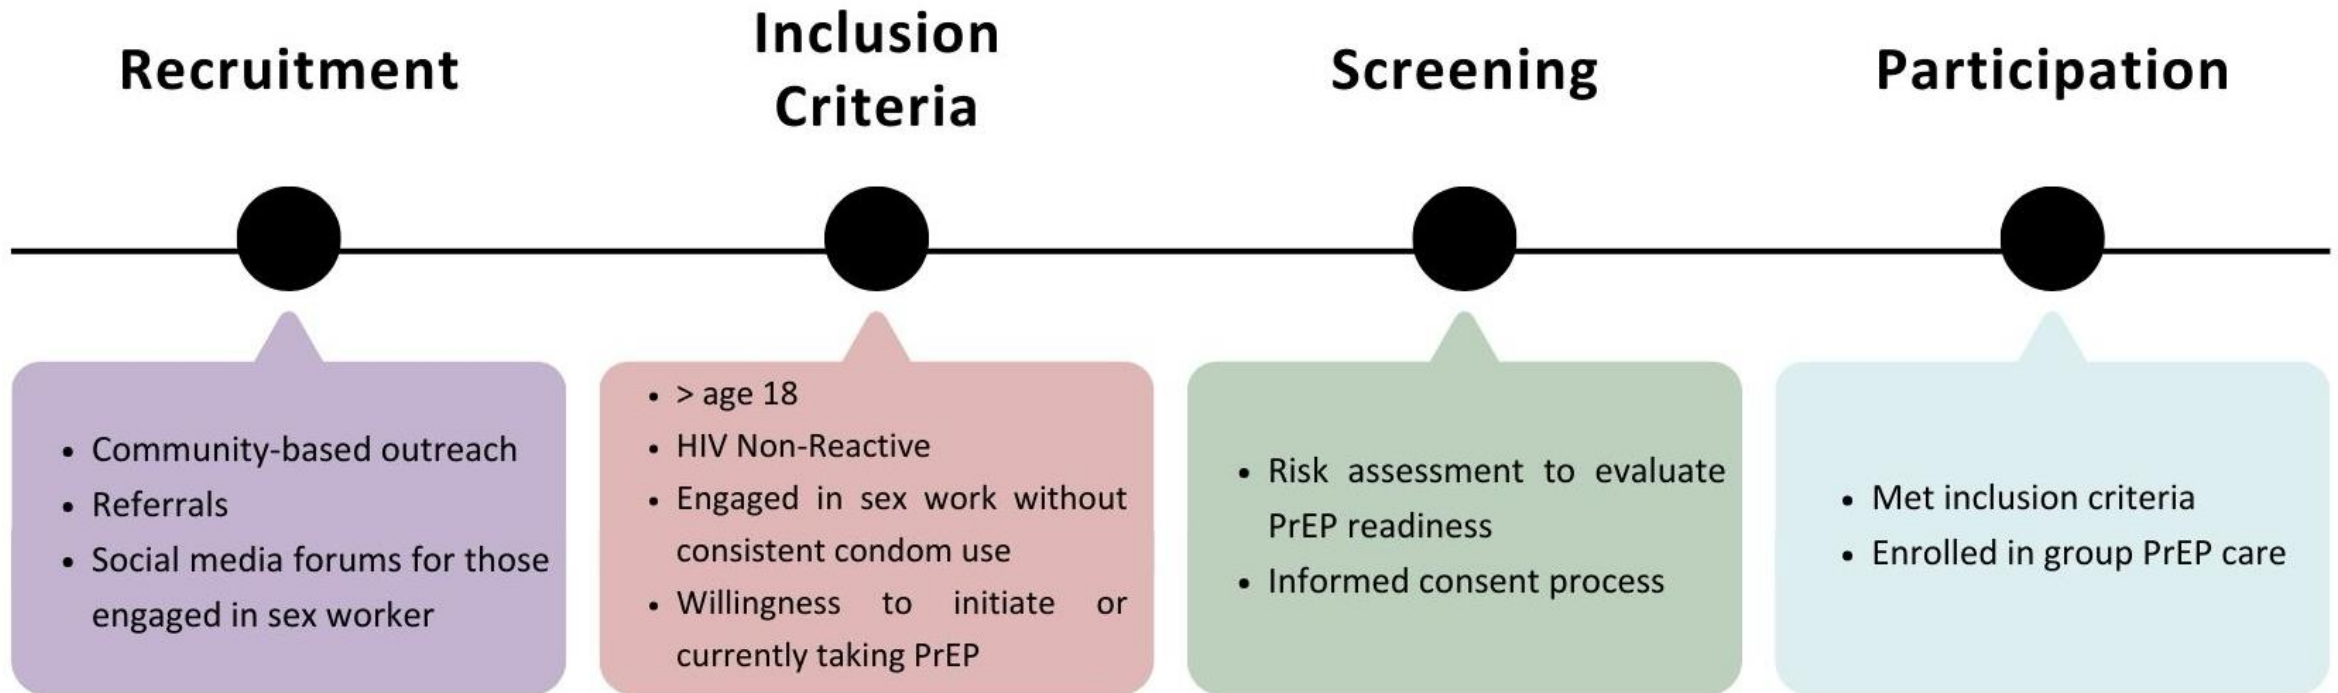 Recruitment
• Community-based outreach
• Referrals
• Social media forums for those
engaged in sex worker
Inclusion
Criteria
• > age 18
• HIV Non-Reactive
• Engaged in sex work without
consistent condom use
• Willingness to initiate or
currently taking PrEP
Screening
• Risk assessment to evaluate
PrEP readiness
• Informed consent process
Participation
• Met inclusion criteria
• Enrolled in group PrEP care